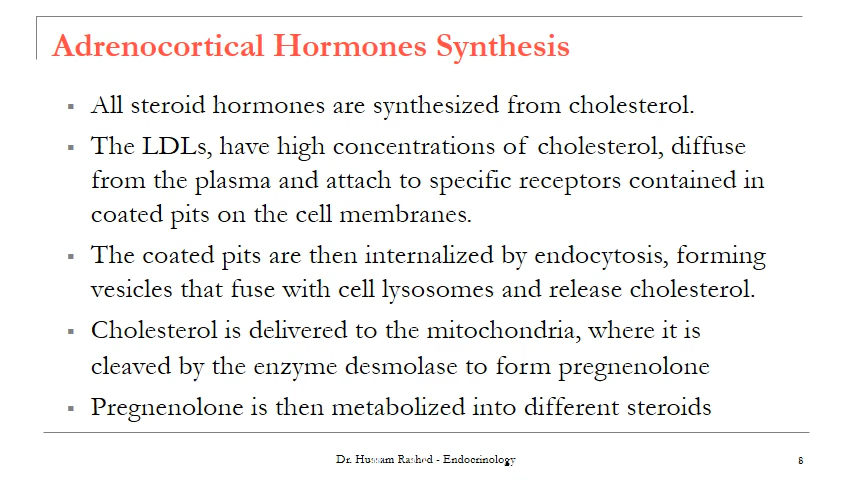 Adrenocortical Hormones Synthesis
▪ All steroid hormones are synthesized from cholesterol.
▪ The LDLs, have high concentrations of cholesterol, diffuse
from the plasma and attach to specific receptors contained in
coated pits on the cell membranes.
▪ The coated pits are then internalized by endocytosis, forming
vesicles that fuse with cell lysosomes and release cholesterol.
▪ Cholesterol is delivered to the mitochondria, where it is
cleaved by the enzyme desmolase to form pregnenolone
▪ Pregnenolone is then metabolized into different steroids
Dr. Hussam Rashed - Endocrinology
8